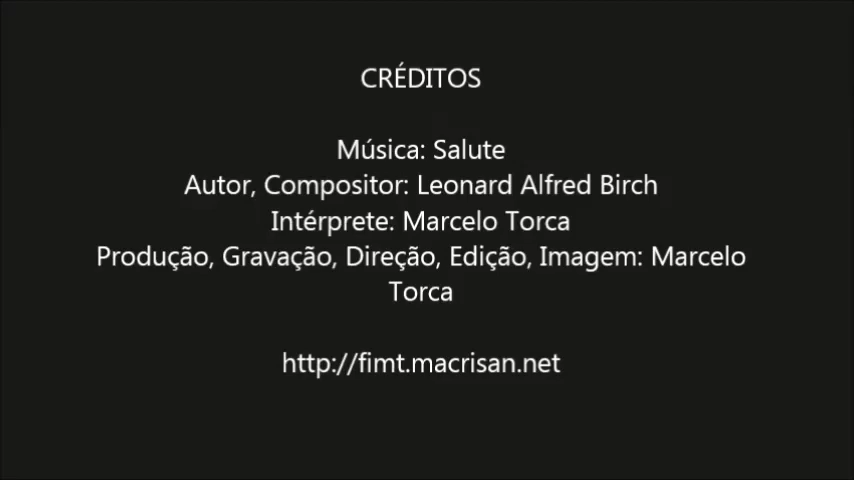 CRÉDITOS
Música: Salute
Autor, Compositor: Leonard Alfred Birch
Intérprete: Marcelo Torca
Produção, Gravação, Direção, Edição, Imagem: Marcelo
Torca
http://fimt.macrisan.net